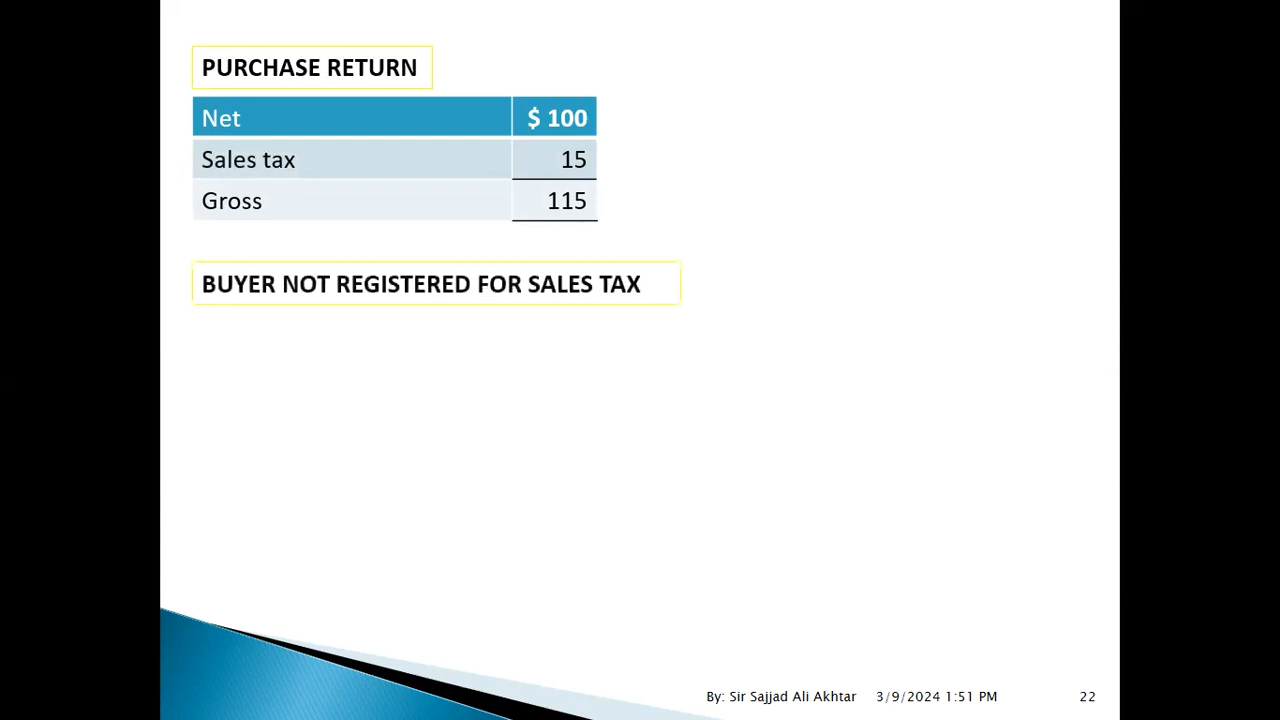 PURCHASE RETURN
Net $ 100
Sales tax 15
Gross 115
BUYER NOT REGISTERED FOR SALES TAX
By: Sir Sajjad Ali Akhtar 3/9/2024 1:51 PM 22